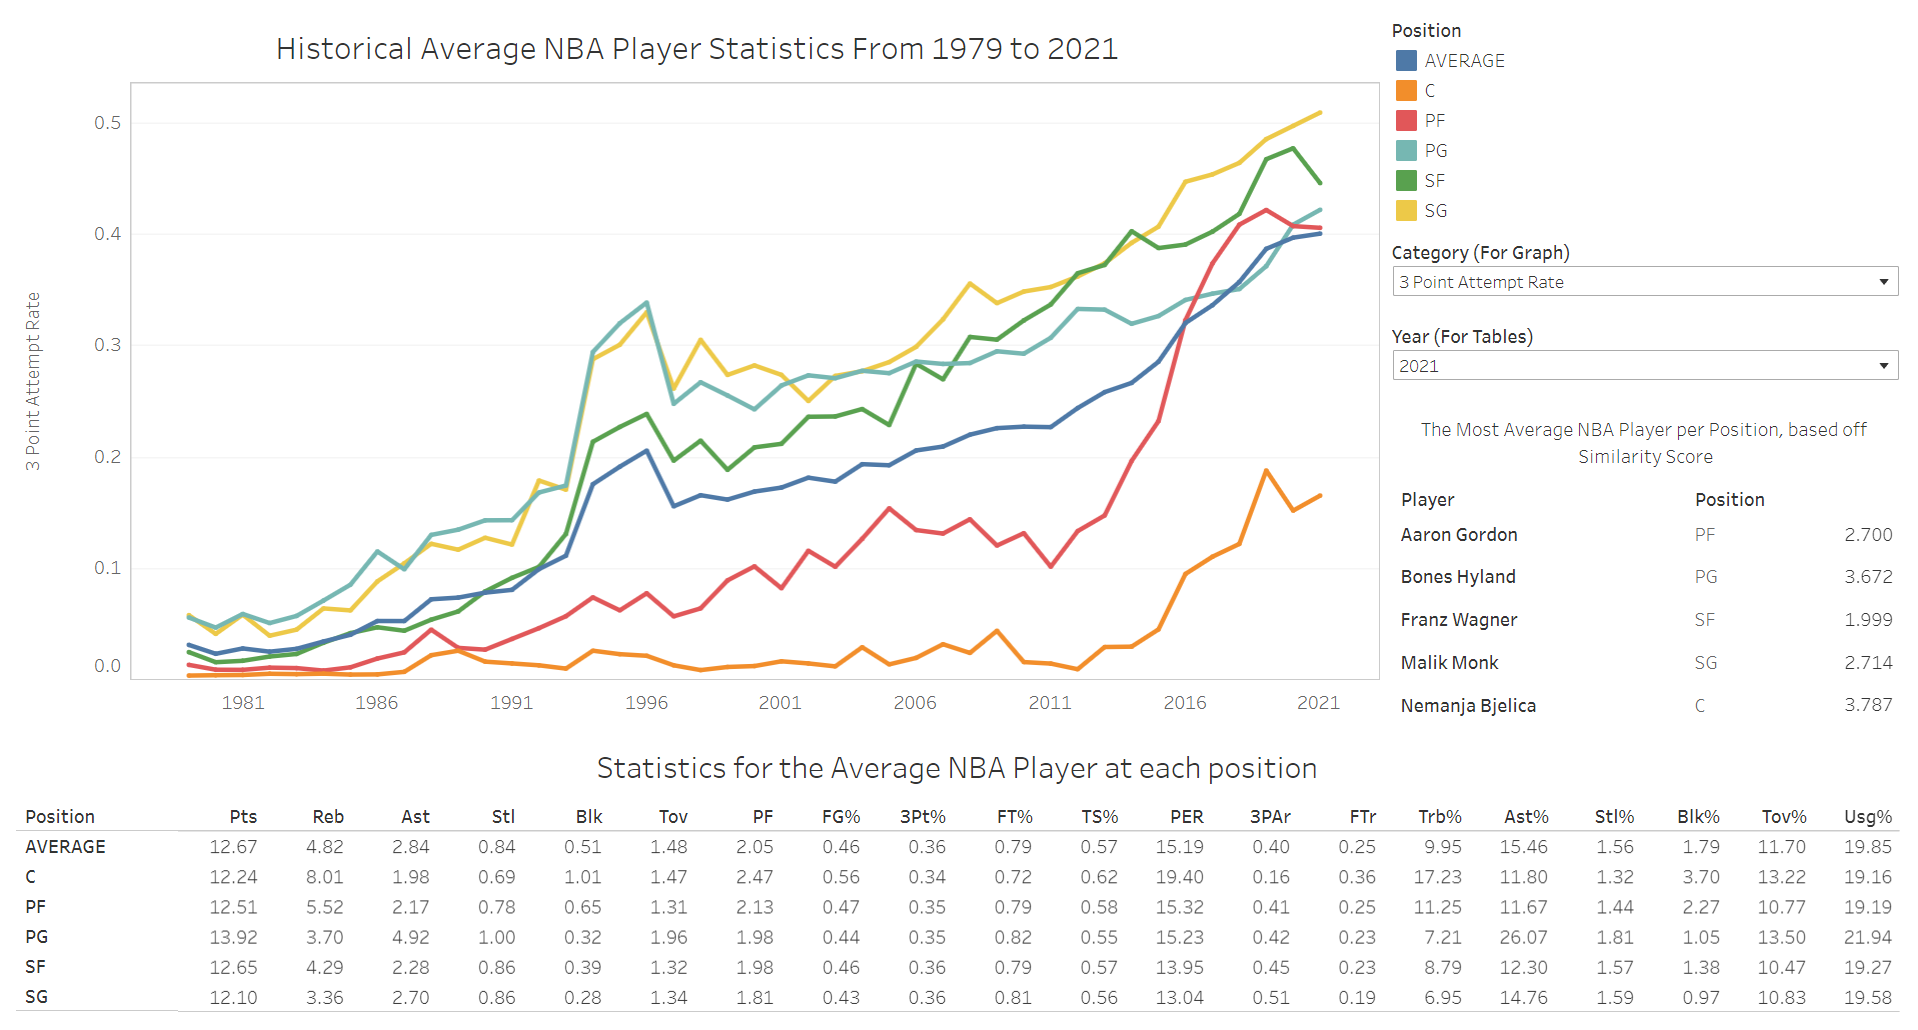 Historical Average NBA Player Statistics From 1979 to 2021
3 Point Attempt Rate
0.5
0.4
0.3
0.2
0.1
0.0
1981 1986 1991 1996 2001 2006 2011 2016 2021
Position
AVERAGE
C
PF
PG
SF
SG
Category (For Graph)
3 Point Attempt Rate
Year (For Tables)
2021
The Most Average NBA Player per Position, based off
Similarity Score
Player Position
Aaron Gordon PF 2.700
Bones Hyland PG 3.672
Franz Wagner SF 1.999
Malik Monk SG 2.714
Nemanja Bjelica C 3.787
Statistics for the Average NBA Player at each position
Position Pts Reb Ast Stl Blk Tov PF FG% 3Pt% FT% TS% PER 3PAr FTr Trb% Ast% Stl% Blk% Tov% Usg%
AVERAGE 12.67 4.82 2.84 0.84 0.51 1.48 2.05 0.46 0.36 0.79 0.57 15.19 0.40 0.25 9.95 15.46 1.56 1.79 11.70 19.85
C 12.24 8.01 1.98 0.69 1.01 1.47 2.47 0.56 0.34 0.72 0.62 19.40 0.16 0.36 17.23 11.80 1.32 3.70 13.22 19.16
PF 12.51 5.52 2.17 0.78 0.65 1.31 2.13 0.47 0.35 0.79 0.58 15.32 0.41 0.25 11.25 11.67 1.44 2.27 10.77 19.19
PG 13.92 3.70 4.92 1.00 0.32 1.96 1.98 0.44 0.35 0.82 0.55 15.23 0.42 0.23 7.21 26.07 1.81 1.05 13.50 21.94
SF 12.65 4.29 2.28 0.86 0.39 1.32 1.98 0.46 0.36 0.79 0.57 13.95 0.45 0.23 8.79 12.30 1.57 1.38 10.47 19.27
SG 12.10 3.36 2.70 0.86 0.28 1.34 1.81 0.43 0.36 0.81 0.56 13.04 0.51 0.19 6.95 14.76 1.59 0.97 10.83 19.58